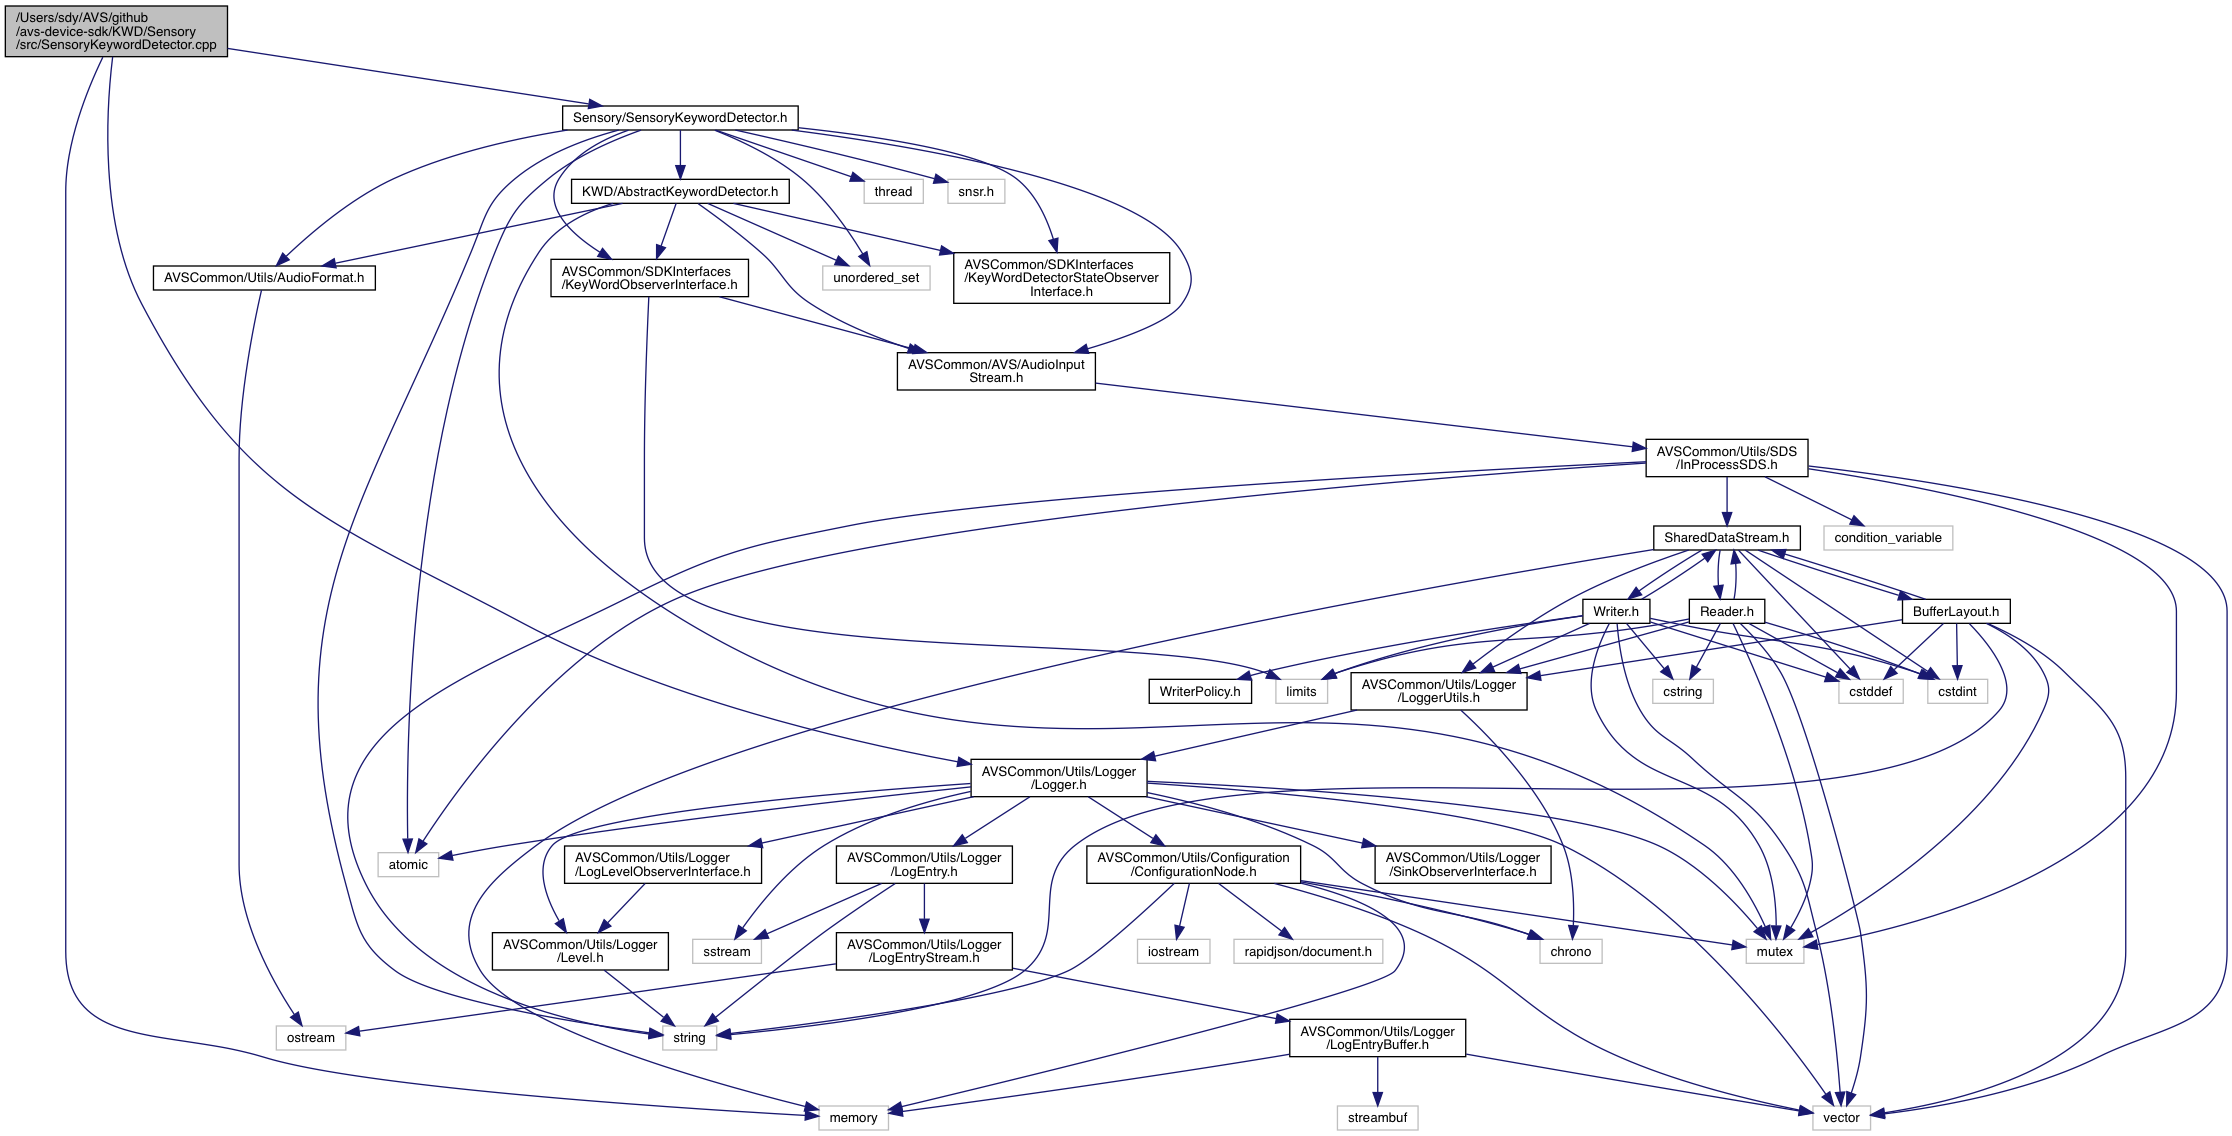 /Users/sdy/AVS/github
/avs-device-sdk/KWD/Sensory
/src/SensoryKeywordDetector.cpp
Sensory/SensoryKeywordDetector.h
KWD/AbstractKeywordDetector.h
thread
snsr.h
AVSCommon/Utils/AudioFormat.h
AVSCommon/SDKInterfaces
/KeyWordObserverInterface.h
unordered_set
AVSCommon/SDKInterfaces
/KeyWordDetectorStateObserver
Interface.h
AVSCommon/AVS/AudioInput
Stream.h
AVSCommon/Utils/SDS
/InProcessSDS.h
SharedDataStream.h
condition_variable
Writer.h
Reader.h
BufferLayout.h
WriterPolicy.h
limits
AVSCommon/Utils/Logger
/LoggerUtils.h
cstring
cstddef
cstdint
AVSCommon/Utils/Logger
/Logger.h
atomic
AVSCommon/Utils/Logger
/LogLevelObserverInterface.h
AVSCommon/Utils/Logger
/LogEntry.h
AVSCommon/Utils/Configuration
/ConfigurationNode.h
AVSCommon/Utils/Logger
/SinkObserverInterface.h
AVSCommon/Utils/Logger
/Level.h
sstream
AVSCommon/Utils/Logger
/LogEntryStream.h
iostream
rapidjson/document.h
chrono
mutex
ostream
string
AVSCommon/Utils/Logger
/LogEntryBuffer.h
memory
streambuf
vector